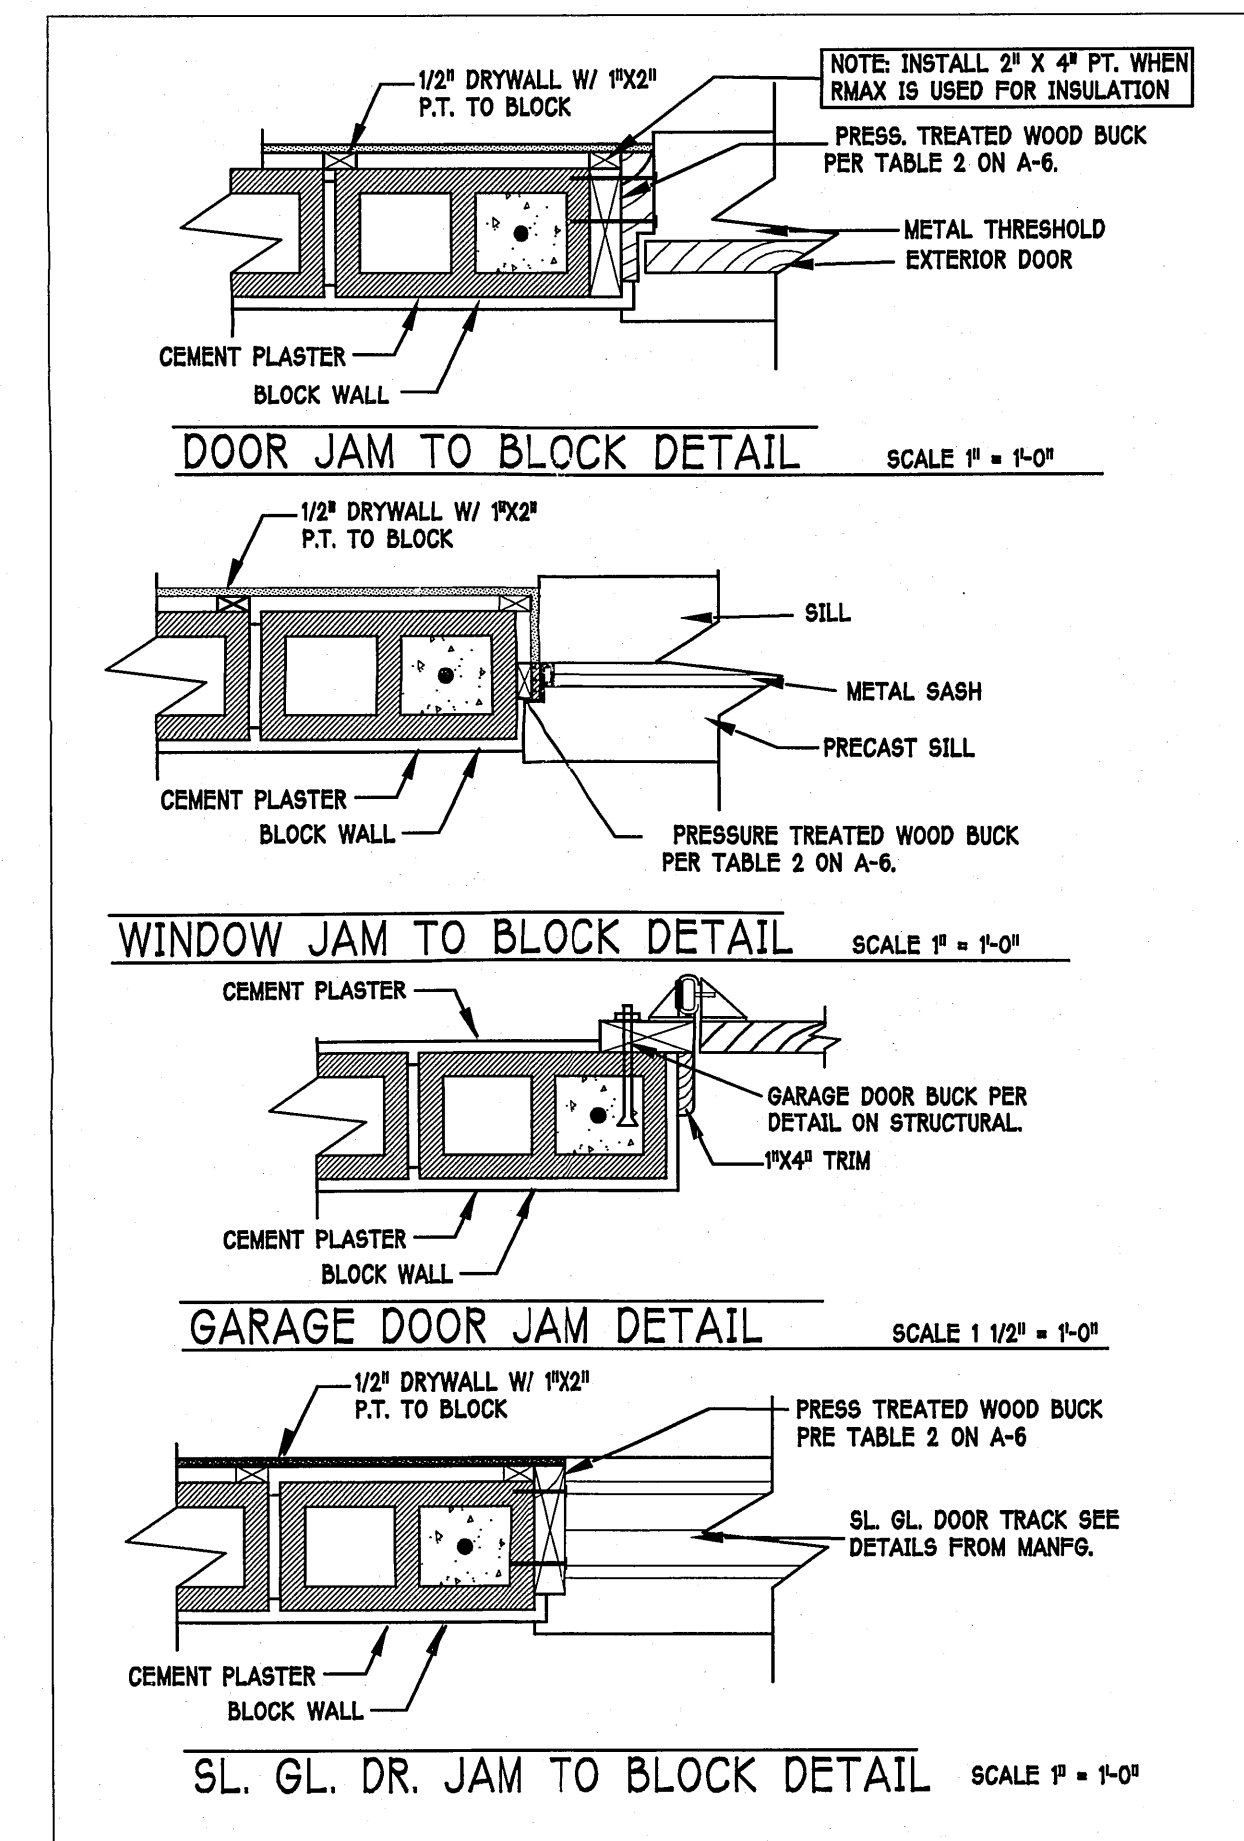 1/2" DRYWALL W/ 1"X2"
P.T. TO BLOCK
NOTE: INSTALL 2" X 4" PT. WHEN
RMAX IS USED FOR INSULATION
PRESS. TREATED WOOD BUCK
PER TABLE 2 ON A-6.
METAL THRESHOLD
EXTERIOR DOOR
CEMENT PLASTER
BLOCK WALL
DOOR JAM TO BLOCK DETAIL SCALE 1" = 1'-0"
1/2" DRYWALL W/ 1"X2"
P.T. TO BLOCK
SILL
METAL SASH
PRECAST SILL
CEMENT PLASTER
BLOCK WALL
PRESSURE TREATED WOOD BUCK
PER TABLE 2 ON A-6.
WINDOW JAM TO BLOCK DETAIL SCALE 1" = 1'-0"
CEMENT PLASTER
GARAGE DOOR BUCK PER
DETAIL ON STRUCTURAL.
1"X4" TRIM
CEMENT PLASTER
BLOCK WALL
GARAGE DOOR JAM DETAIL SCALE 1 1/2" = 1'-0"
1/2" DRYWALL W/ 1"X2"
P.T. TO BLOCK
PRESS TREATED WOOD BUCK
PRE TABLE 2 ON A-6
SL. GL. DOOR TRACK SEE
DETAILS FROM MANFG.
CEMENT PLASTER
BLOCK WALL
SL. GL. DR. JAM TO BLOCK DETAIL SCALE 1" = 1'-0"